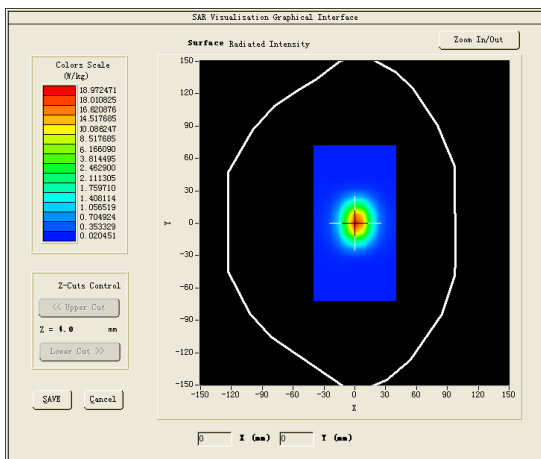 SAR Visualisation Graphical Interface
Surface Radiated Intensity
Zoom In/Out
Colors Scale
(W/kg)
18.972471
18.010825
16.620876
14.517685
10.086247
8.517685
6.166090
3.814495
2.462900
2.111305
1.759710
1.408114
1.056519
0.704924
0.353329
0.020451
Z-Cuts Control
<< Upper Cut
Z = 4.0 mm
Lower Cut >>
SAVE Cancel
150
120
90
60
30
0
-30
-60
-90
-120
-150
Y
-150 -120 -90 -60 -30 0 30 60 90 120 150
X
0 X (mm) 0 Y (mm)